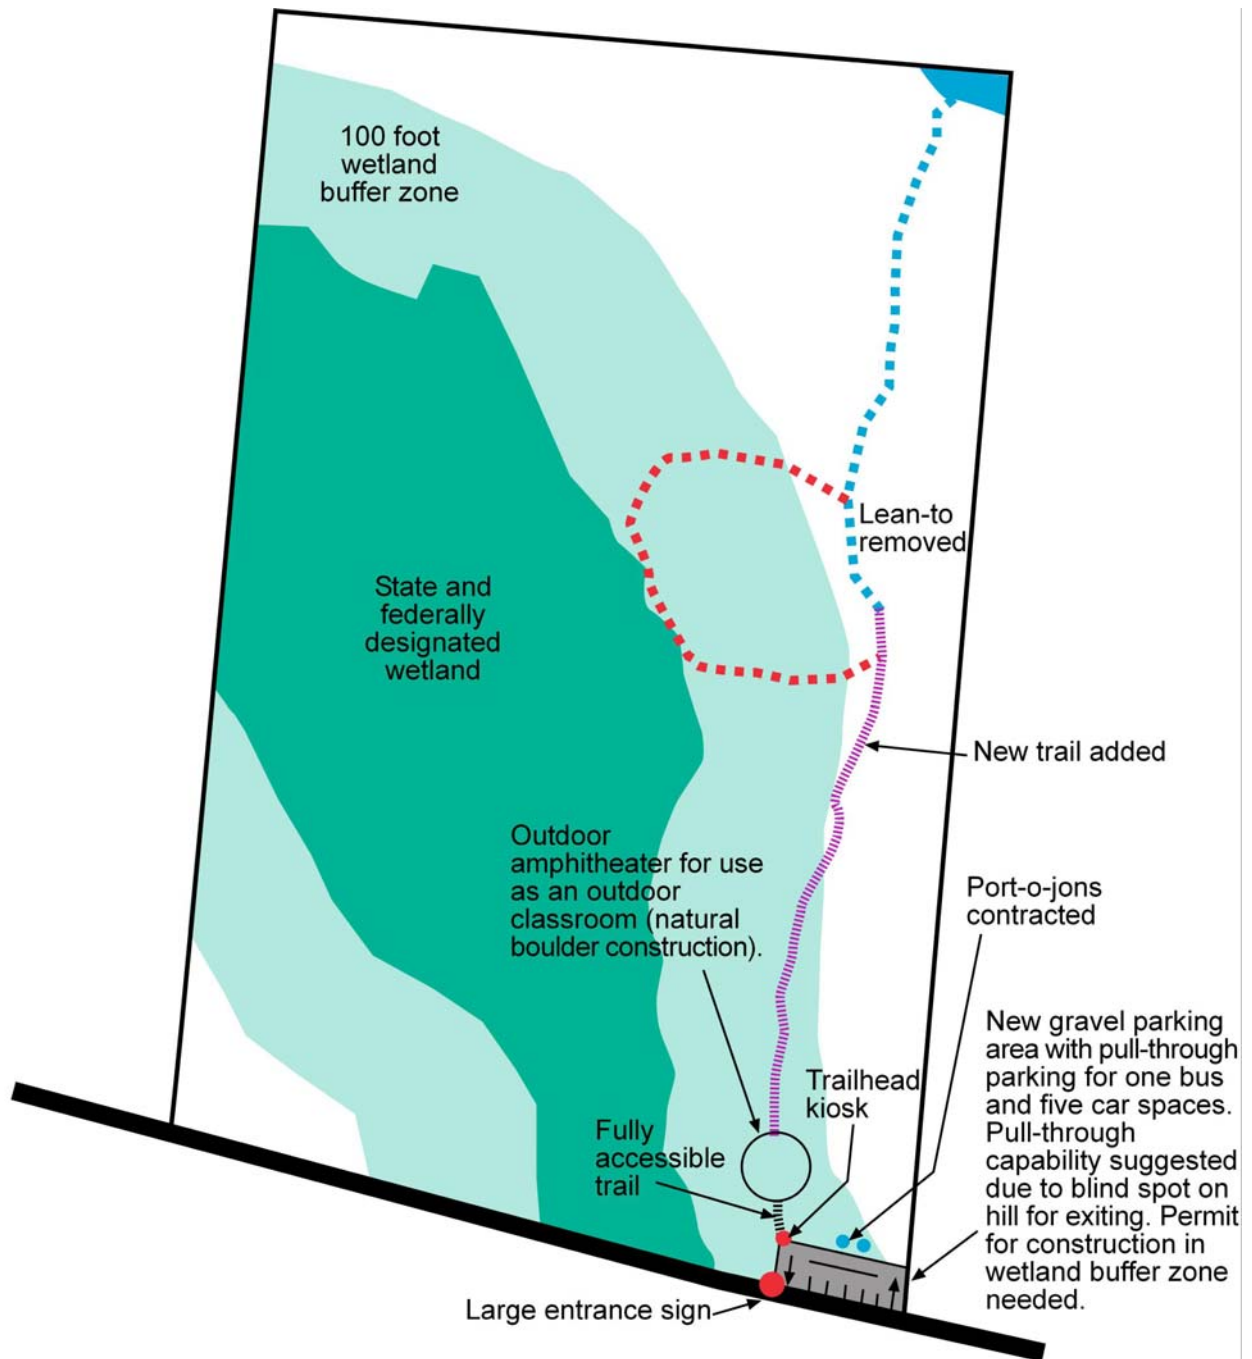 100 foot
wetland
buffer zone
Lean-to
removed
State and
federally
designated
wetland
New trail added
Outdoor
amphitheater for use
as an outdoor
classroom (natural
boulder construction).
Port-o-jons
contracted
New gravel parking
area with pull-through
parking for one bus
and five car spaces.
Pull-through
capability suggested
due to blind spot on
hill for exiting. Permit
for construction in
wetland buffer zone
needed.
Trailhead
kiosk
Fully
accessible
trail
Large entrance sign